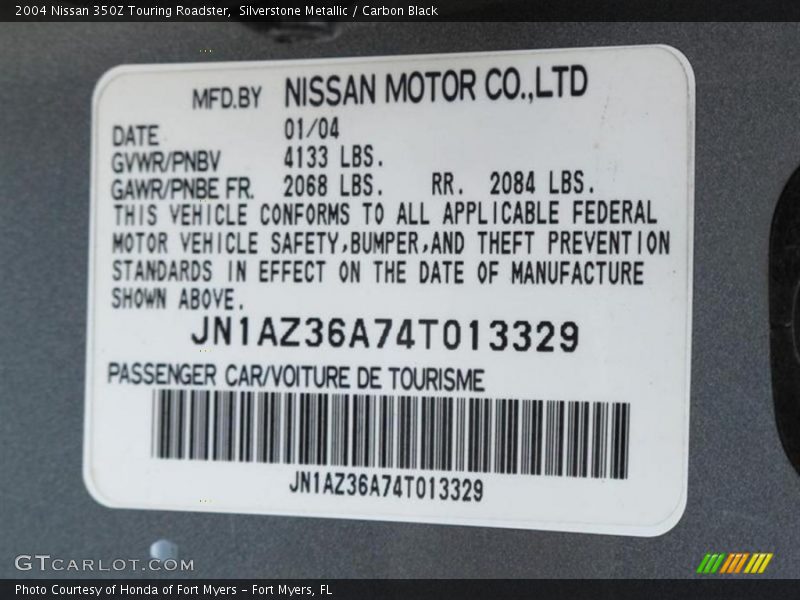 2004 Nissan 350Z Touring Roadster,  Silverstone Metallic / Carbon Black
MFD.BY NISSAN MOTOR CO.,LTD
DATE 01/04
GVWR/PNBV 4133 LBS.
GAWR/PNBE FR. 2068 LBS. RR. 2084 LBS.
THIS VEHICLE CONFORMS TO ALL APPLICABLE FEDERAL
MOTOR VEHICLE SAFETY,BUMPER,AND THEFT PREVENTION
STANDARDS IN EFFECT ON THE DATE OF MANUFACTURE
SHOWN ABOVE.
JN1AZ36A74T013329
PASSENGER CAR/VOITURE DE TOURISME
JN1AZ36A74T013329
GTCARLOT.COM
Photo Courtesy of Honda of Fort Myers – Fort Myers, FL